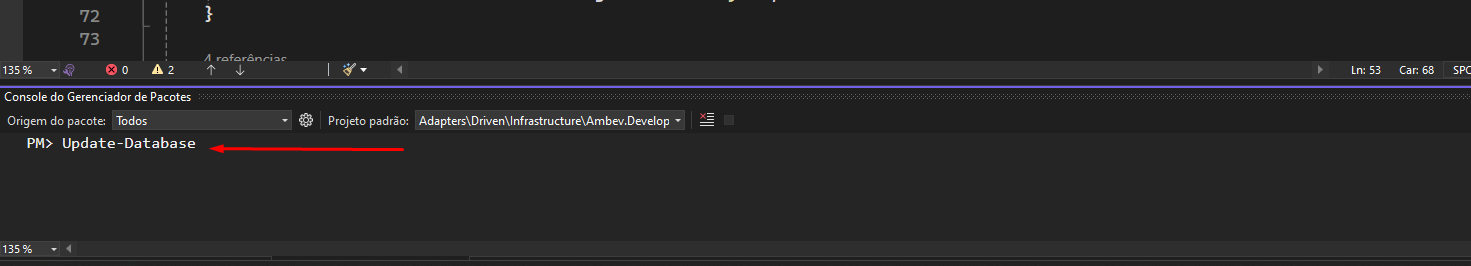 72
}
73
4 referências
135 %
0
2
Ln: 53
Car: 68
SPC
Console do Gerenciador de Pacotes
Origem do pacote:
Todos
Projeto padrão:
Adapters\Driven\Infrastructure\Ambev.Develop
PM> Update-Database
135 %